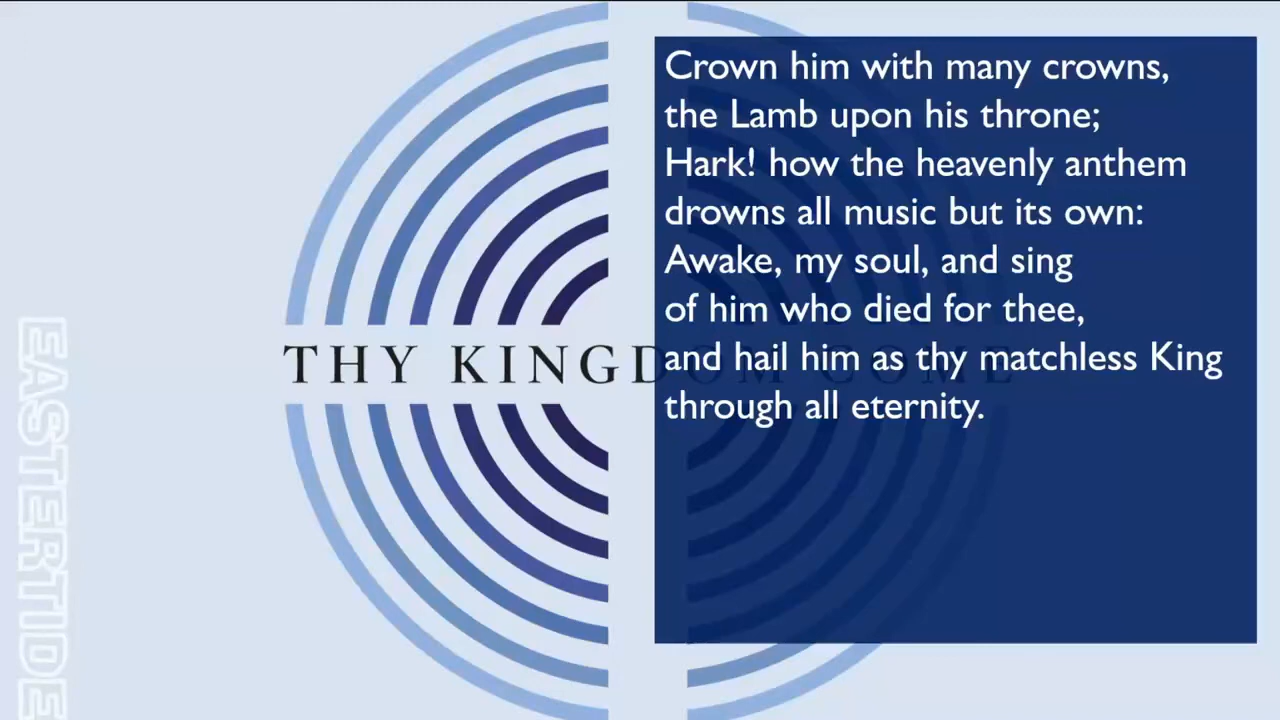 Crown him with many crowns,
the Lamb upon his throne;
Hark! how the heavenly anthem
drowns all music but its own:
Awake, my soul, and sing
of him who died for thee,
and hail him as thy matchless King
through all eternity.
THY KINGDOM COME
EASTERTIDE